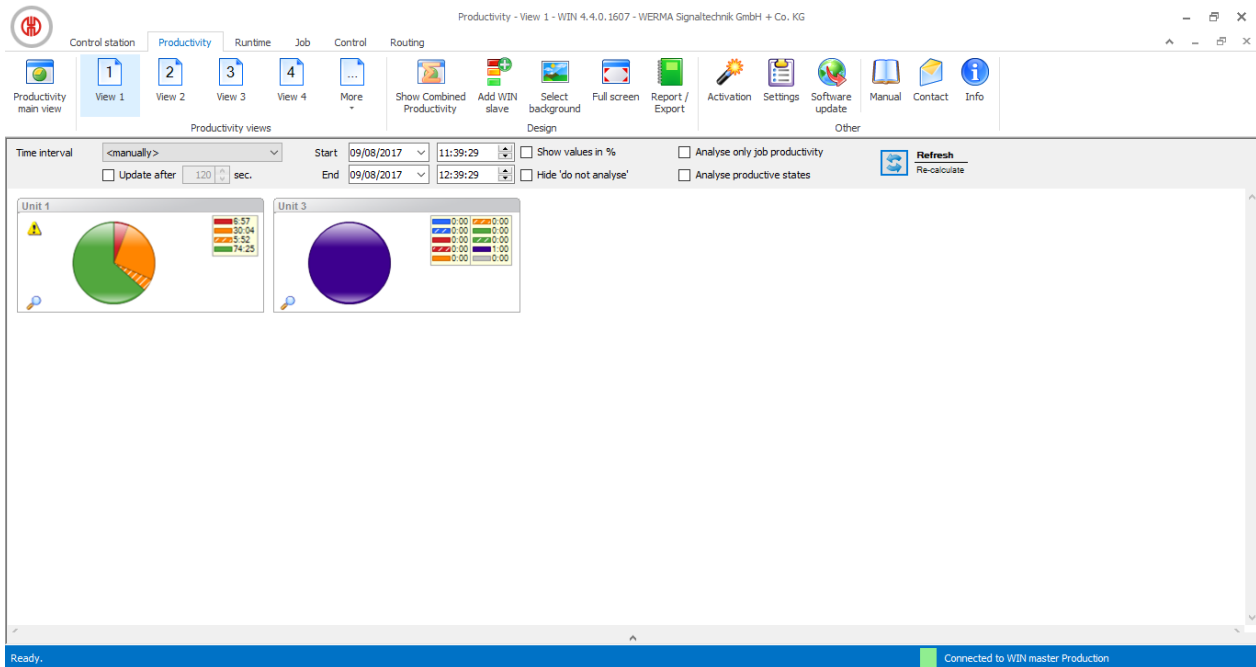 Productivity - View 1 - WIN 4.4.0.1607 - WERMA Signaltechnik GmbH + Co. KG
Control station Productivity Runtime Job Control Routing
1 2 3 4 ...
Productivity main view
View 1
View 2
View 3
View 4
More
Show Combined Productivity
Add WIN slave
Select background
Full screen
Report / Export
Activation
Settings
Software update
Manual
Contact
Info
Productivity views Design Other
Time interval <manually> Start 09/08/2017 11:39:29 Show values in % Analyse only job productivity
Update after 120 sec. End 09/08/2017 12:39:29 Hide 'do not analyse' Analyse productive states
Refresh
Re-calculate
Unit 1
6:57
30:04
5:52
74:25
Unit 3
0:00 0:00
0:00 0:00
0:00 0:00
0:00 1:00
0:00 0:00
Ready. Connected to WIN master Production